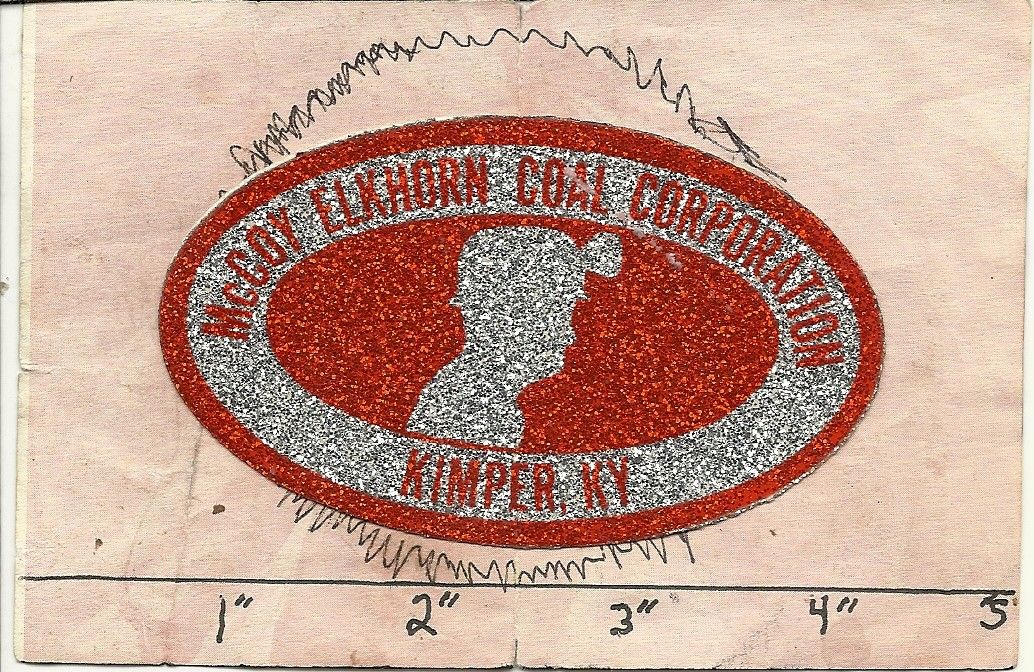 McCOY ELKHORN COAL CORPORATION
KIMPER, KY
1" 2" 3" 4" 5